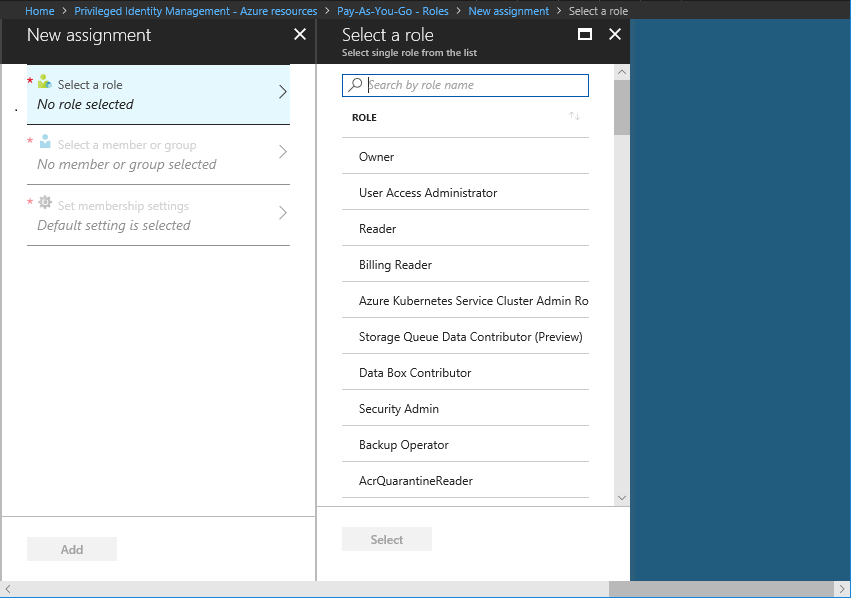 Home > Privileged Identity Management - Azure resources > Pay-As-You-Go - Roles > New assignment > Select a role
New assignment
* Select a role
No role selected
* Select a member or group
No member or group selected
* Set membership settings
Default setting is selected
Add
Select a role
Select single role from the list
Search by role name
ROLE
Owner
User Access Administrator
Reader
Billing Reader
Azure Kubernetes Service Cluster Admin Ro
Storage Queue Data Contributor (Preview)
Data Box Contributor
Security Admin
Backup Operator
AcrQuarantineReader
Select